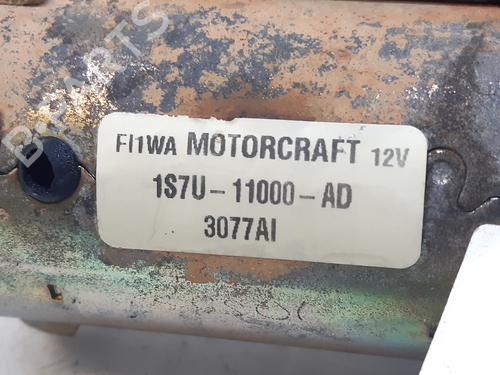 FI1WA MOTORCRAFT 12V
1S7U-11000-AD
3077AI